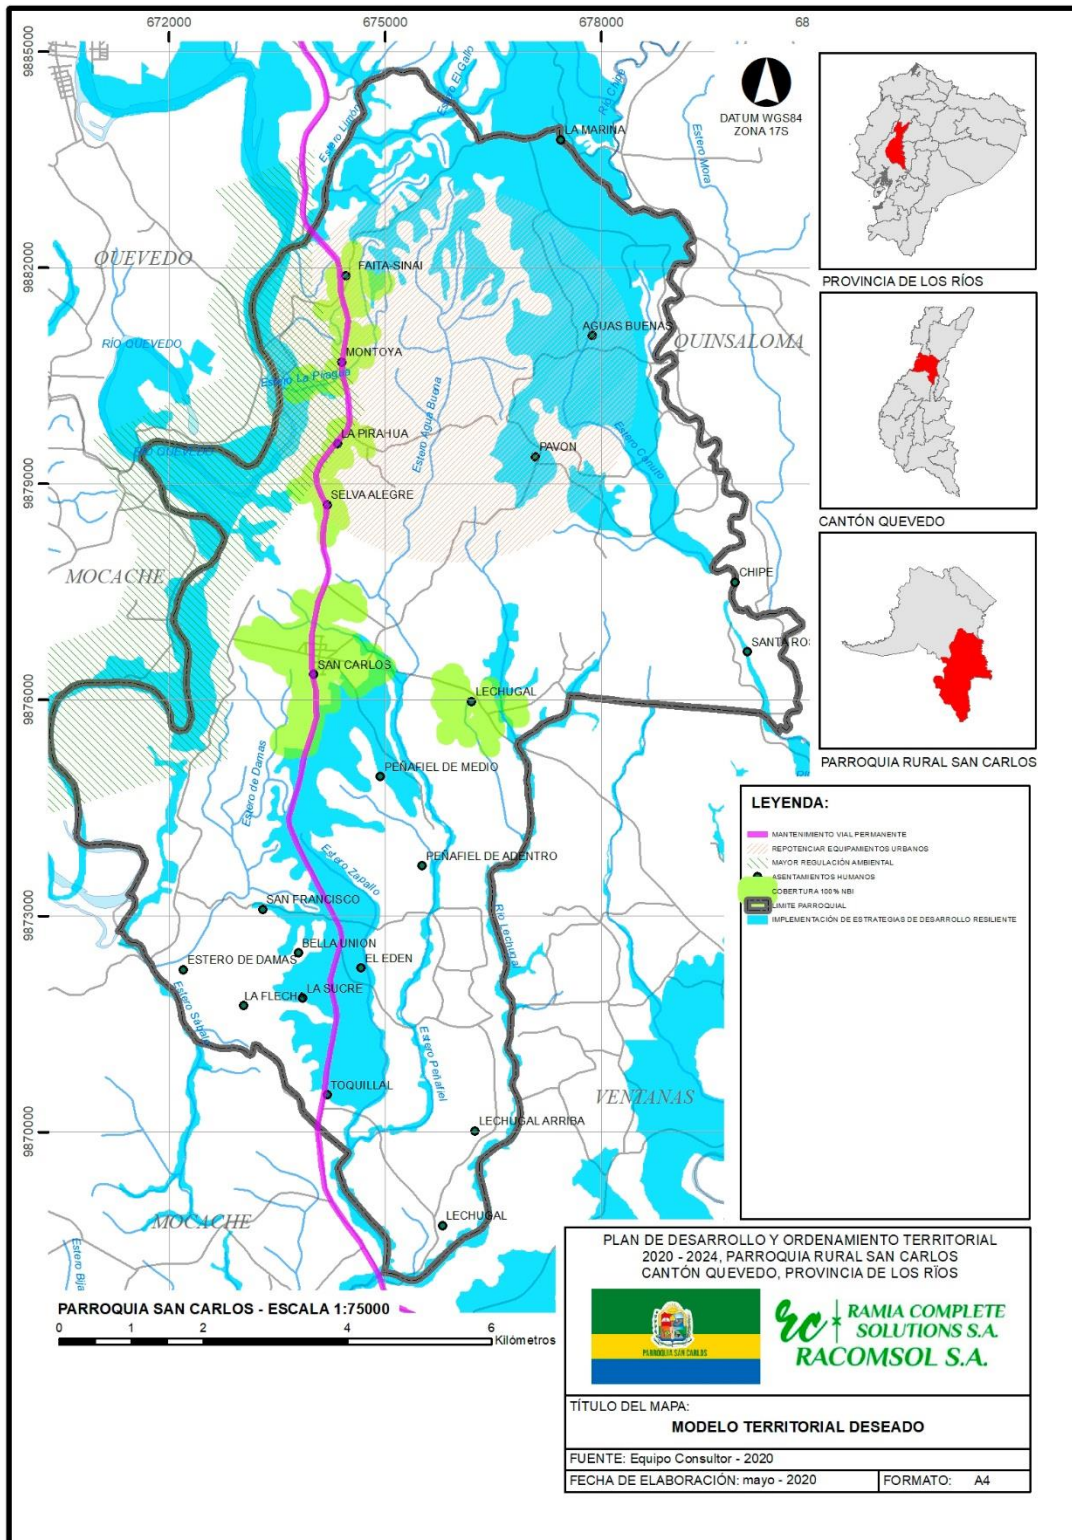 672000
675000
678000
68
9885000
9882000
9879000
9876000
9873000
9870000
DATUM WGS84
ZONA 17S
Estero Limon
Estero El Gallo
Río Chipe
Estero Mora
LA MARINA
QUEVEDO
FAITA-SINAI
RÍO QUEVEDO
MONTOYA
AGUAS BUENAS
QUINSALOMA
Estero La Piragua
Estero Agua Buena
LA PIRAHUA
RÍO QUEVEDO
PAVON
Estero Canuto
SELVA ALEGRE
MOCACHE
CHIPE
SAN CARLOS
SANTA ROS
LECHUGAL
Estero de Damas
PEÑAFIEL DE MEDIO
Estero Zapallo
PEÑAFIEL DE ADENTRO
SAN FRANCISCO
Río Lechugal
BELLA UNION
ESTERO DE DAMAS
EL EDEN
LA FLECHA
LA SUCRE
Estero Sábalo
Estero Peñafiel
TOQUILLAL
VENTANAS
LECHUGAL ARRIBA
MOCACHE
LECHUGAL
Estero Bija
PARROQUIA SAN CARLOS - ESCALA 1:75000
0 1 2 4 6
Kilómetros
PROVINCIA DE LOS RÍOS
CANTÓN QUEVEDO
PARROQUIA RURAL SAN CARLOS
LEYENDA:
MANTENIMIENTO VIAL PERMANENTE
REPOTENCIAR EQUIPAMIENTOS URBANOS
MAYOR REGULACIÓN AMBIENTAL
ASENTAMIENTOS HUMANOS
COBERTURA 100% NBI
LIMITE PARROQUIAL
IMPLEMENTACIÓN DE ESTRATEGIAS DE DESARROLLO RESILIENTE
PLAN DE DESARROLLO Y ORDENAMIENTO TERRITORIAL
2020 - 2024, PARROQUIA RURAL SAN CARLOS
CANTÓN QUEVEDO, PROVINCIA DE LOS RÏOS
PARROQUIA SAN CARLOS
RAMIA COMPLETE
SOLUTIONS S.A.
RACOMSOL S.A.
TÍTULO DEL MAPA:
MODELO TERRITORIAL DESEADO
FUENTE: Equipo Consultor - 2020
FECHA DE ELABORACIÓN: mayo - 2020
FORMATO: A4